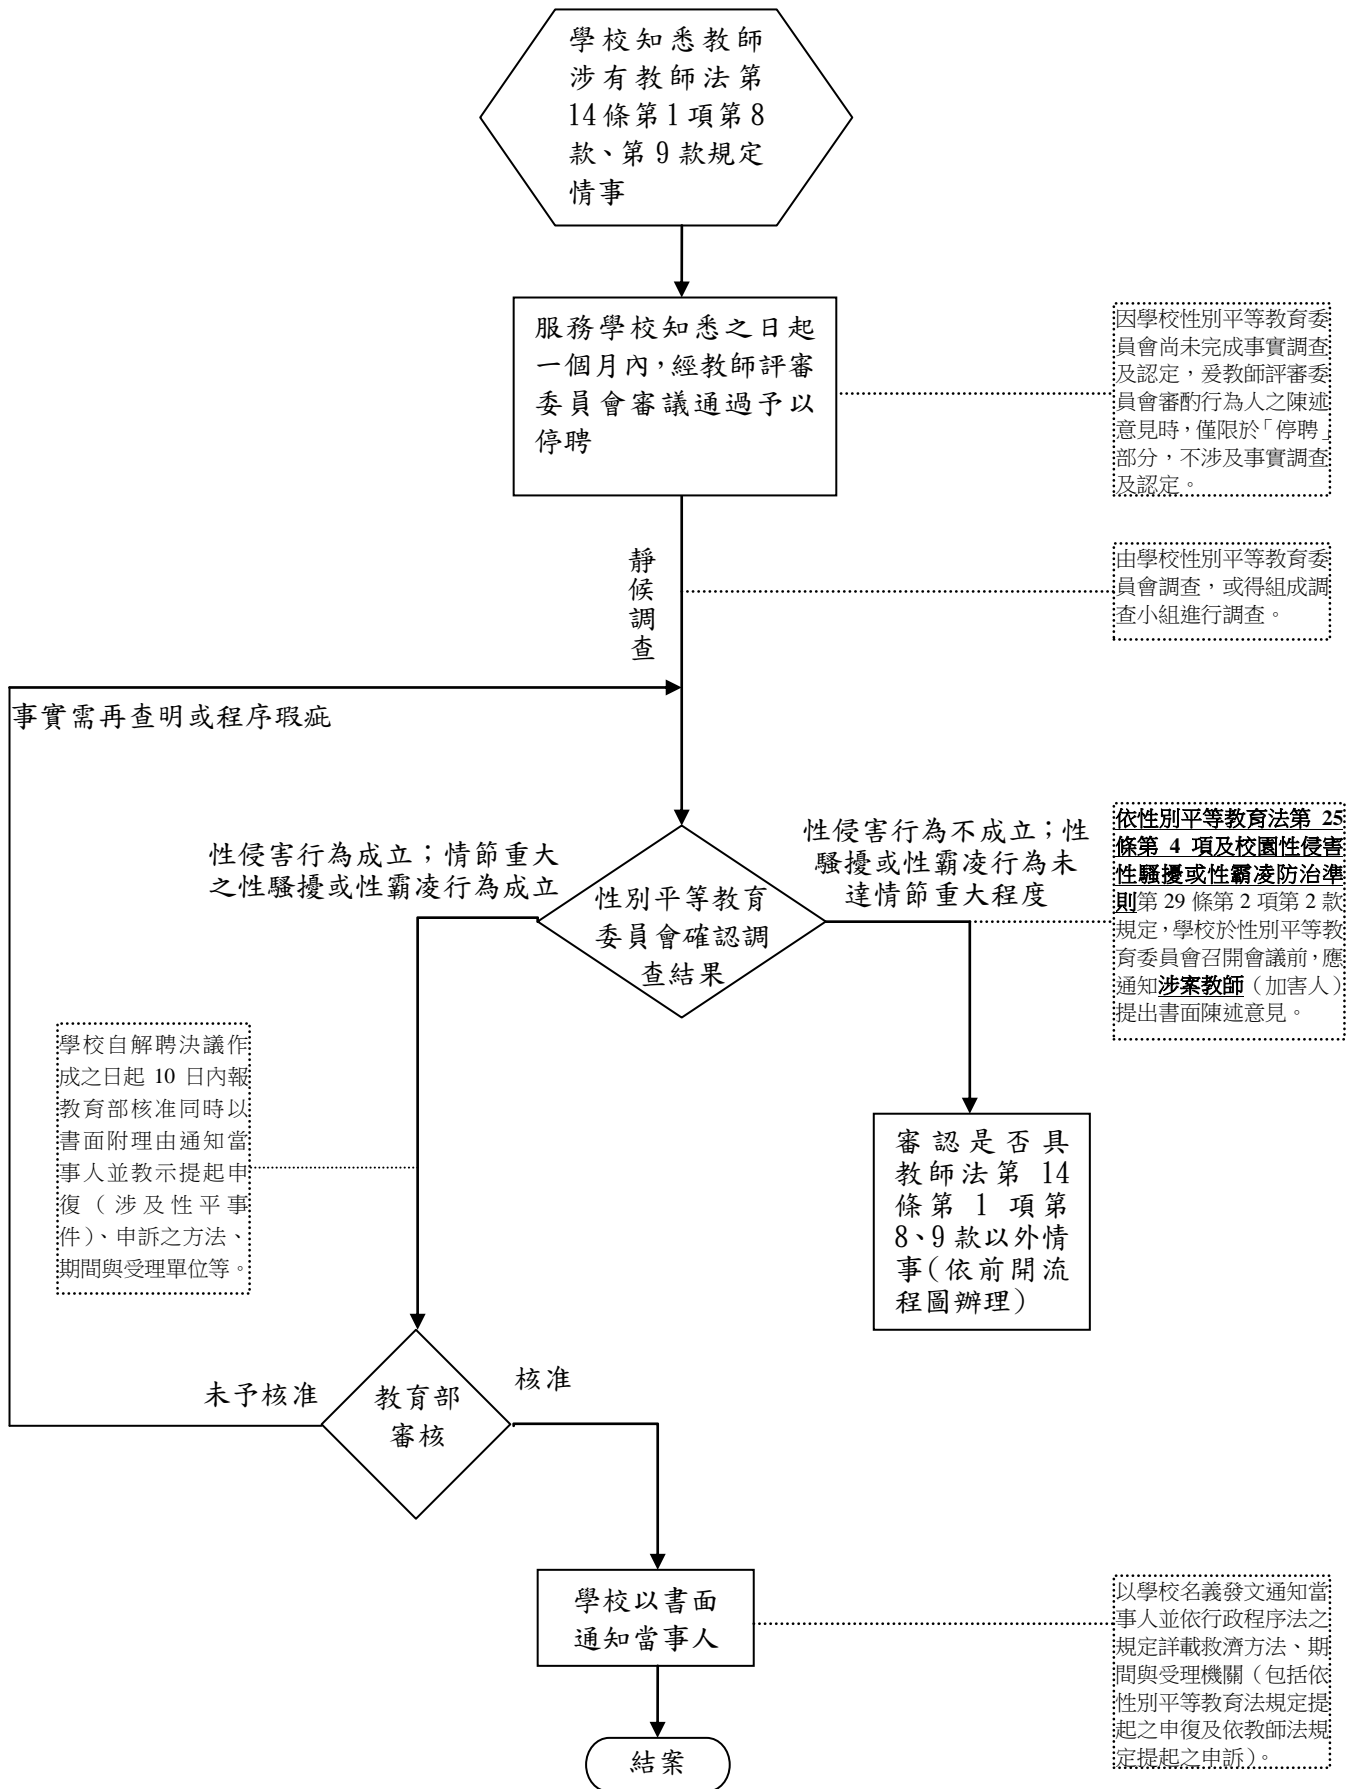 學校知悉教師
涉有教師法第
14條第1項第8
款、第9款規定
情事
服務學校知悉之日起
一個月內，經教師評審
委員會審議通過予以
停聘
因學校性別平等教育委
員會尚未完成事實調查
及認定，爰教師評審委
員會審酌行為人之陳述
意見時，僅限於「停聘」
部分，不涉及事實調查
及認定。
靜
候
調
查
由學校性別平等教育委
員會調查，或得組成調
查小組進行調查。
事實需再查明或程序瑕疵
性侵害行為成立；情節重大
之性騷擾或性霸凌行為成立
性別平等教育
委員會確認調
查結果
性侵害行為不成立；性
騷擾或性霸凌行為未
達情節重大程度
依性別平等教育法第 25
條第 4 項及校園性侵害
性騷擾或性霸凌防治準
則第 29 條第 2 項第 2 款
規定，學校於性別平等教
育委員會召開會議前，應
通知涉案教師（加害人）
提出書面陳述意見。
學校自解聘決議作
成之日起 10 日內報
教育部核准同時以
書面附理由通知當
事人並教示提起申
復（涉及性平事
件）、申訴之方法、
期間與受理單位等。
審認是否具
教師法第 14
條第 1 項第
8、9款以外情
事（依前開流
程圖辦理）
未予核准
教育部
審核
核准
學校以書面
通知當事人
以學校名義發文通知當
事人並依行政程序法之
規定詳載救濟方法、期
間與受理機關（包括依
性別平等教育法規定提
起之申復及依教師法規
定提起之申訴）。
結案